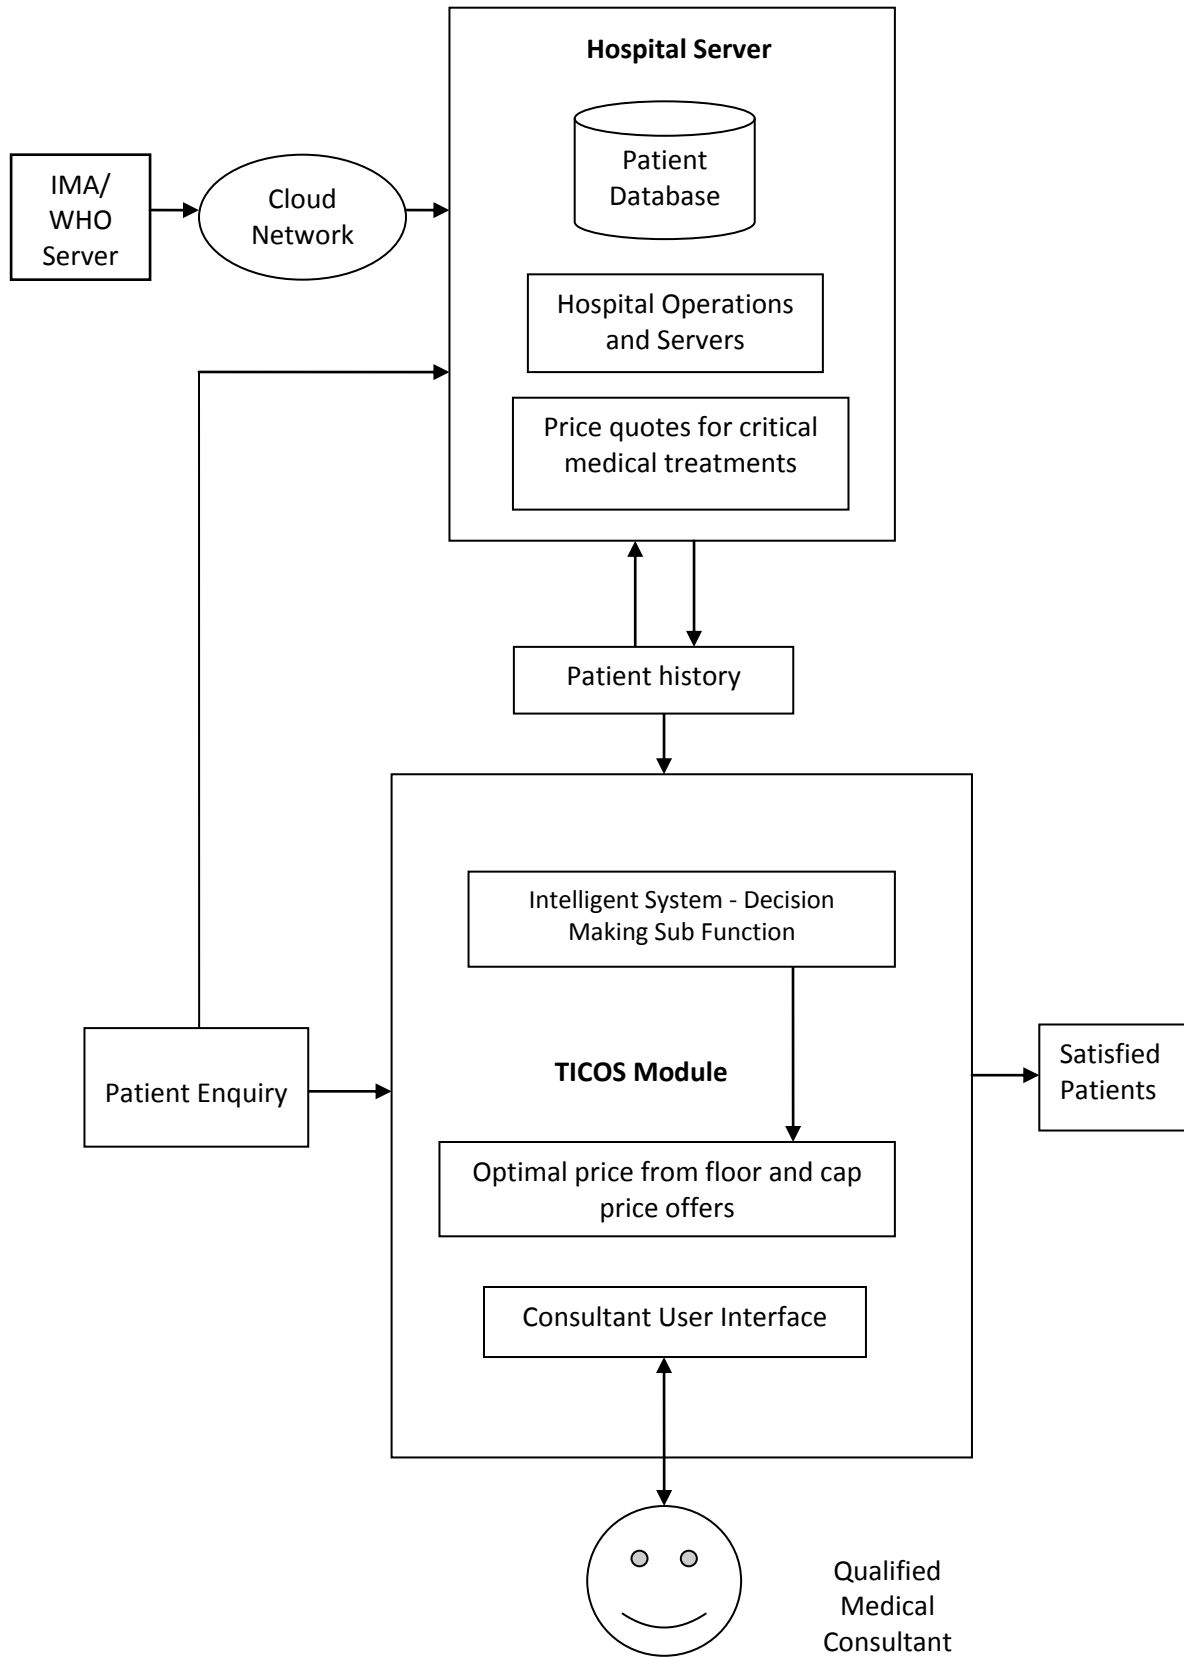 Hospital Server
Patient
Database
IMA/
WHO
Server
Cloud
Network
Hospital Operations
and Servers
Price quotes for critical
medical treatments
Patient history
Intelligent System - Decision
Making Sub Function
TICOS Module
Patient Enquiry
Satisfied
Patients
Optimal price from floor and cap
price offers
Consultant User Interface
Qualified
Medical
Consultant